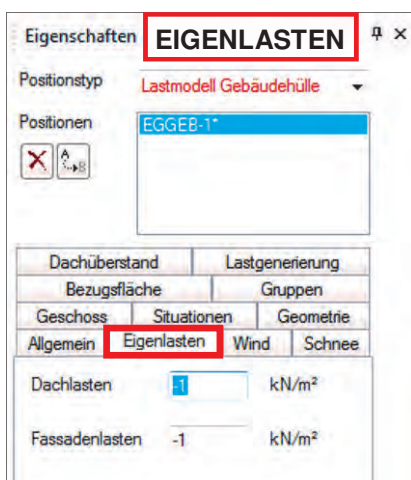 Eigenschaften EIGENLASTEN
Positionstyp Lastmodell Gebäudehülle
Positionen EGGEB-1*
A B
Dachüberstand Lastgenerierung
Bezugsfläche Gruppen
Geschoss Situationen Geometrie
Allgemein Eigenlasten Wind Schnee
Dachlasten -1 kN/m²
Fassadenlasten -1 kN/m²